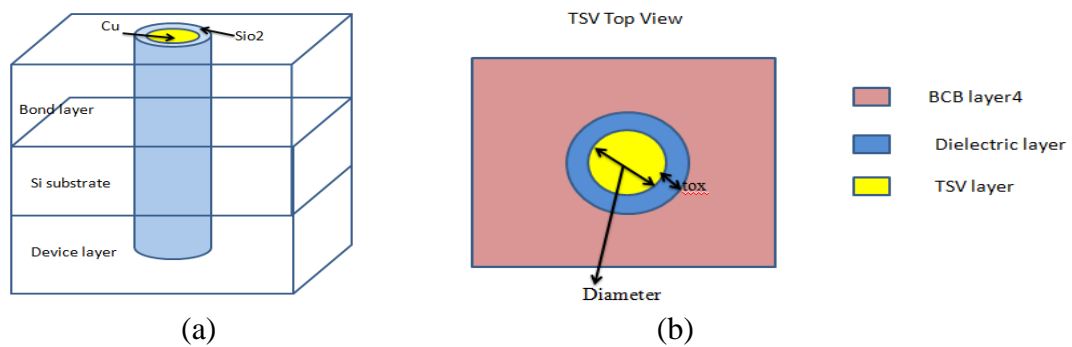 Cu
Sio2
Bond layer
Si substrate
Device layer
(a)
TSV Top View
tox
Diameter
(b)
BCB layer4
Dielectric layer
TSV layer